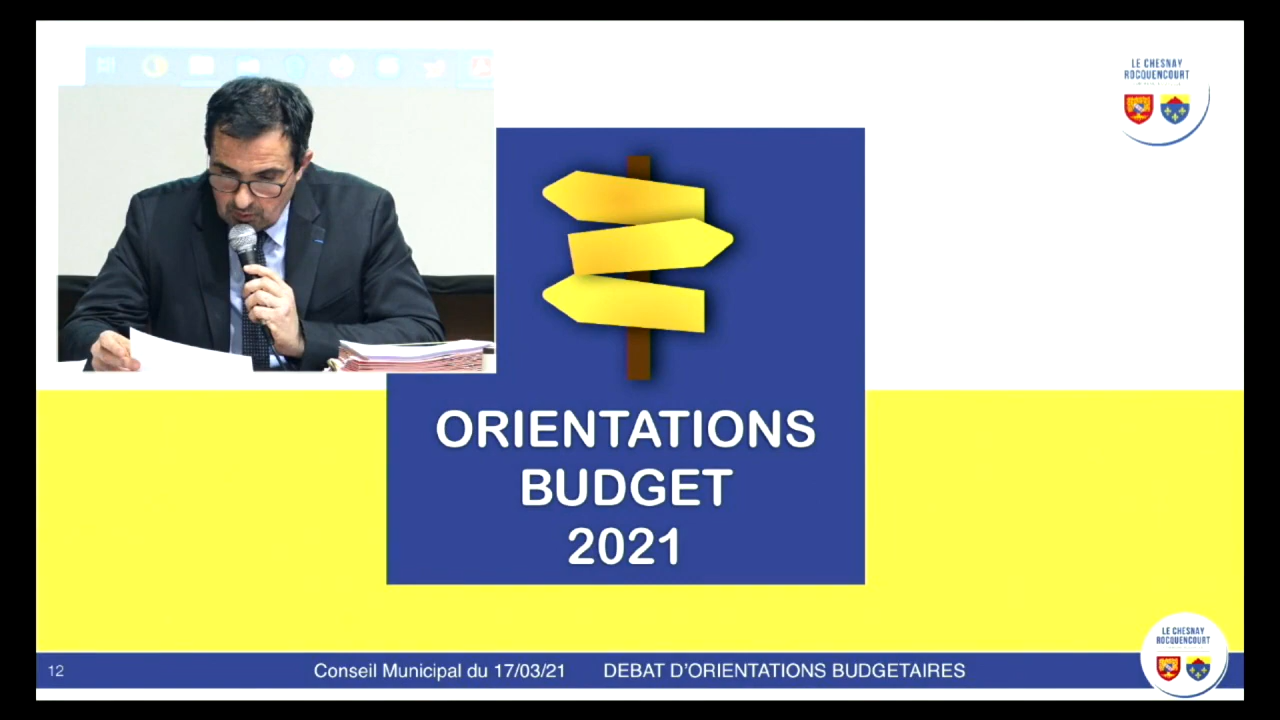 LE CHESNAY
ROCQUENCOURT
ORIENTATIONS
BUDGET
2021
12
Conseil Municipal du 17/03/21 DEBAT D'ORIENTATIONS BUDGETAIRES
LE CHESNAY
ROCQUENCOURT